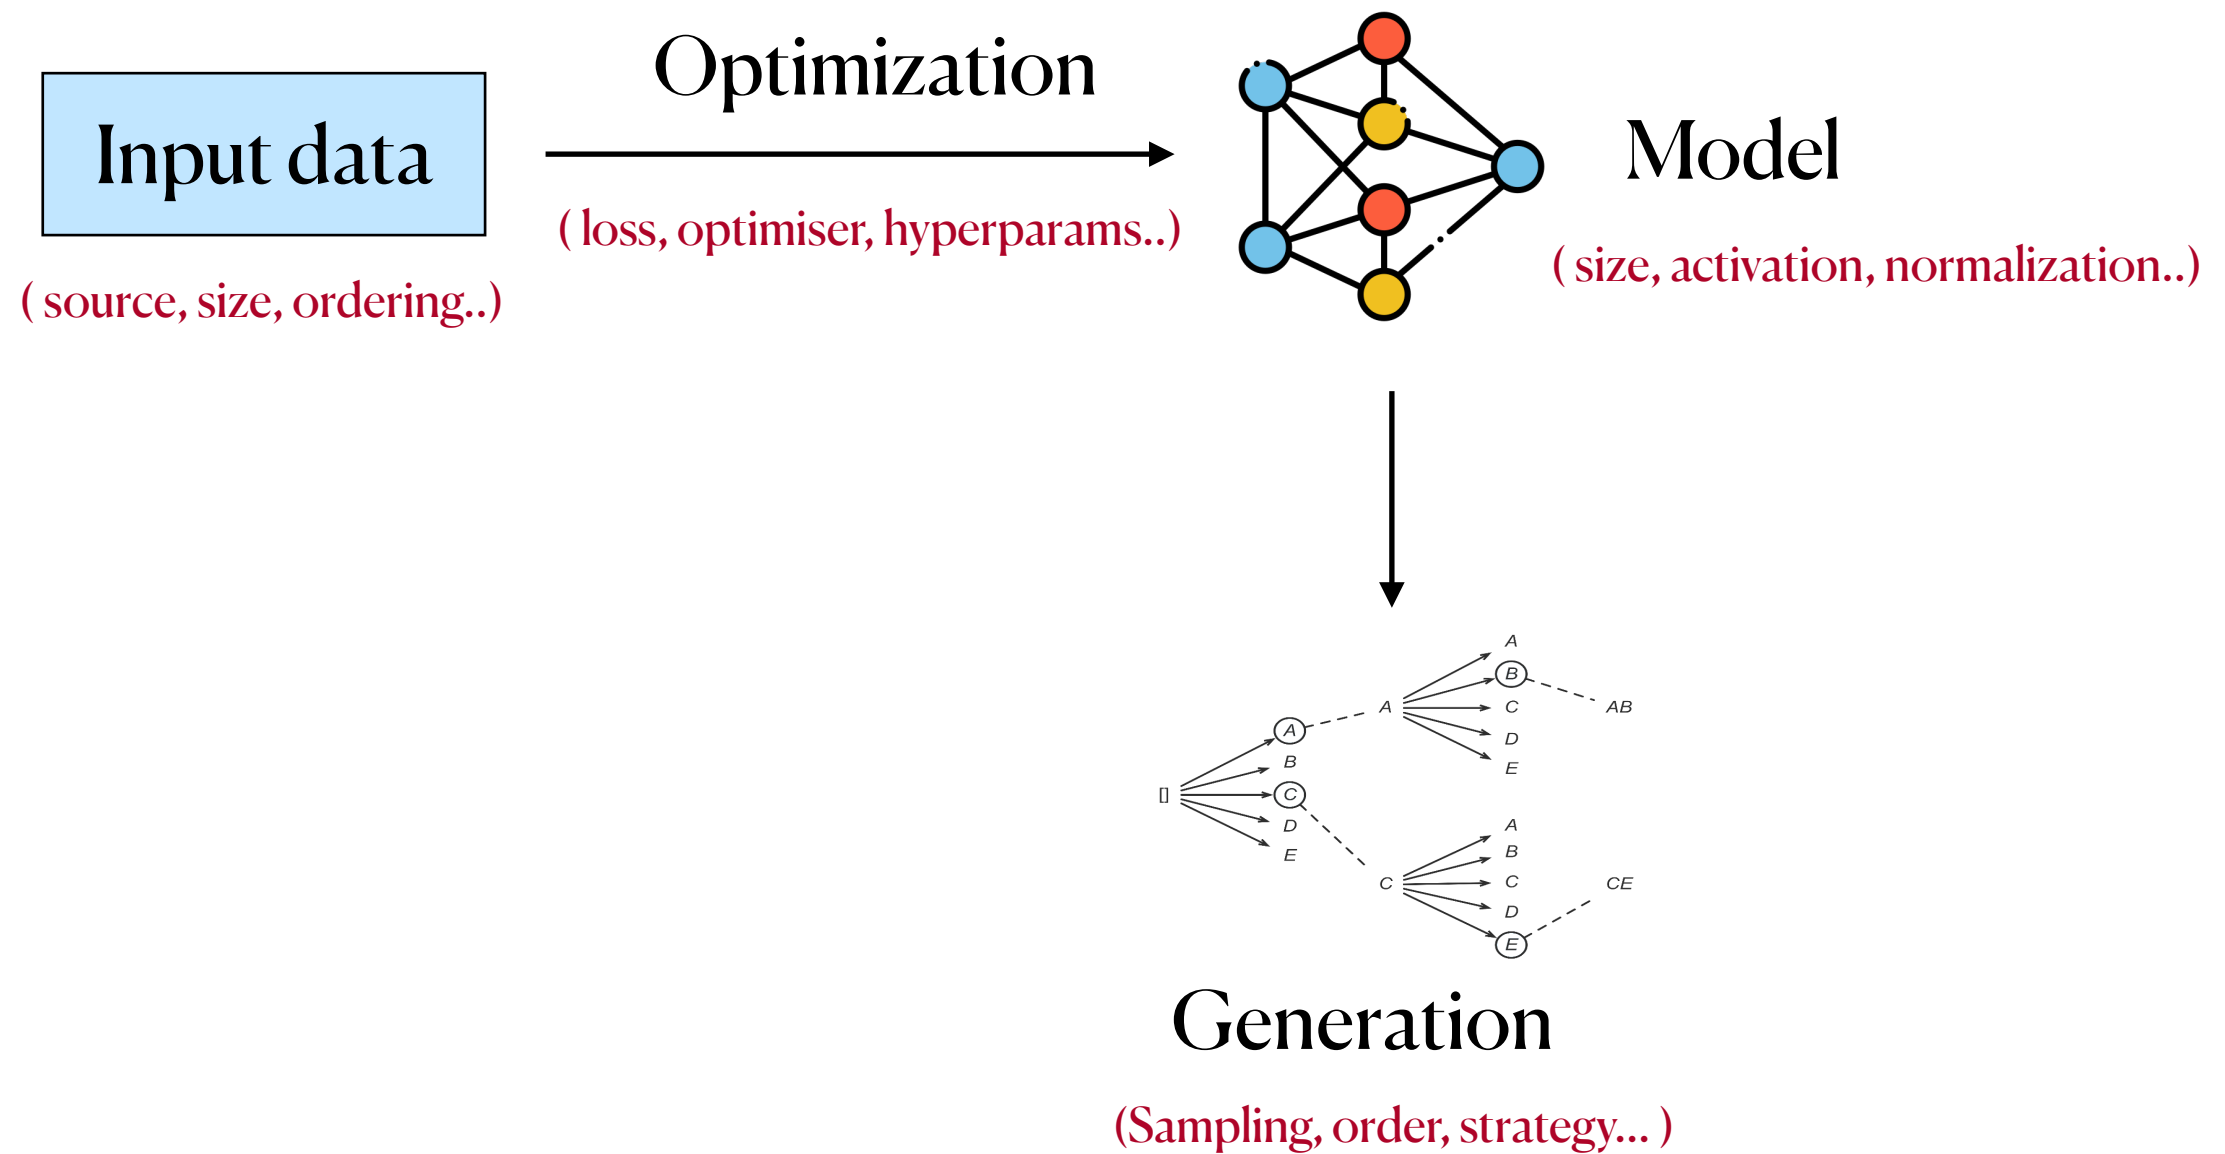 Optimization
Input data
Model
( loss, optimiser, hyperparams..)
( size, activation, normalization..)
( source, size, ordering..)
A
B
A
C
AB
A
D
B
E
[]
C
D
A
E
B
C
C
CE
D
E
Generation
(Sampling, order, strategy... )